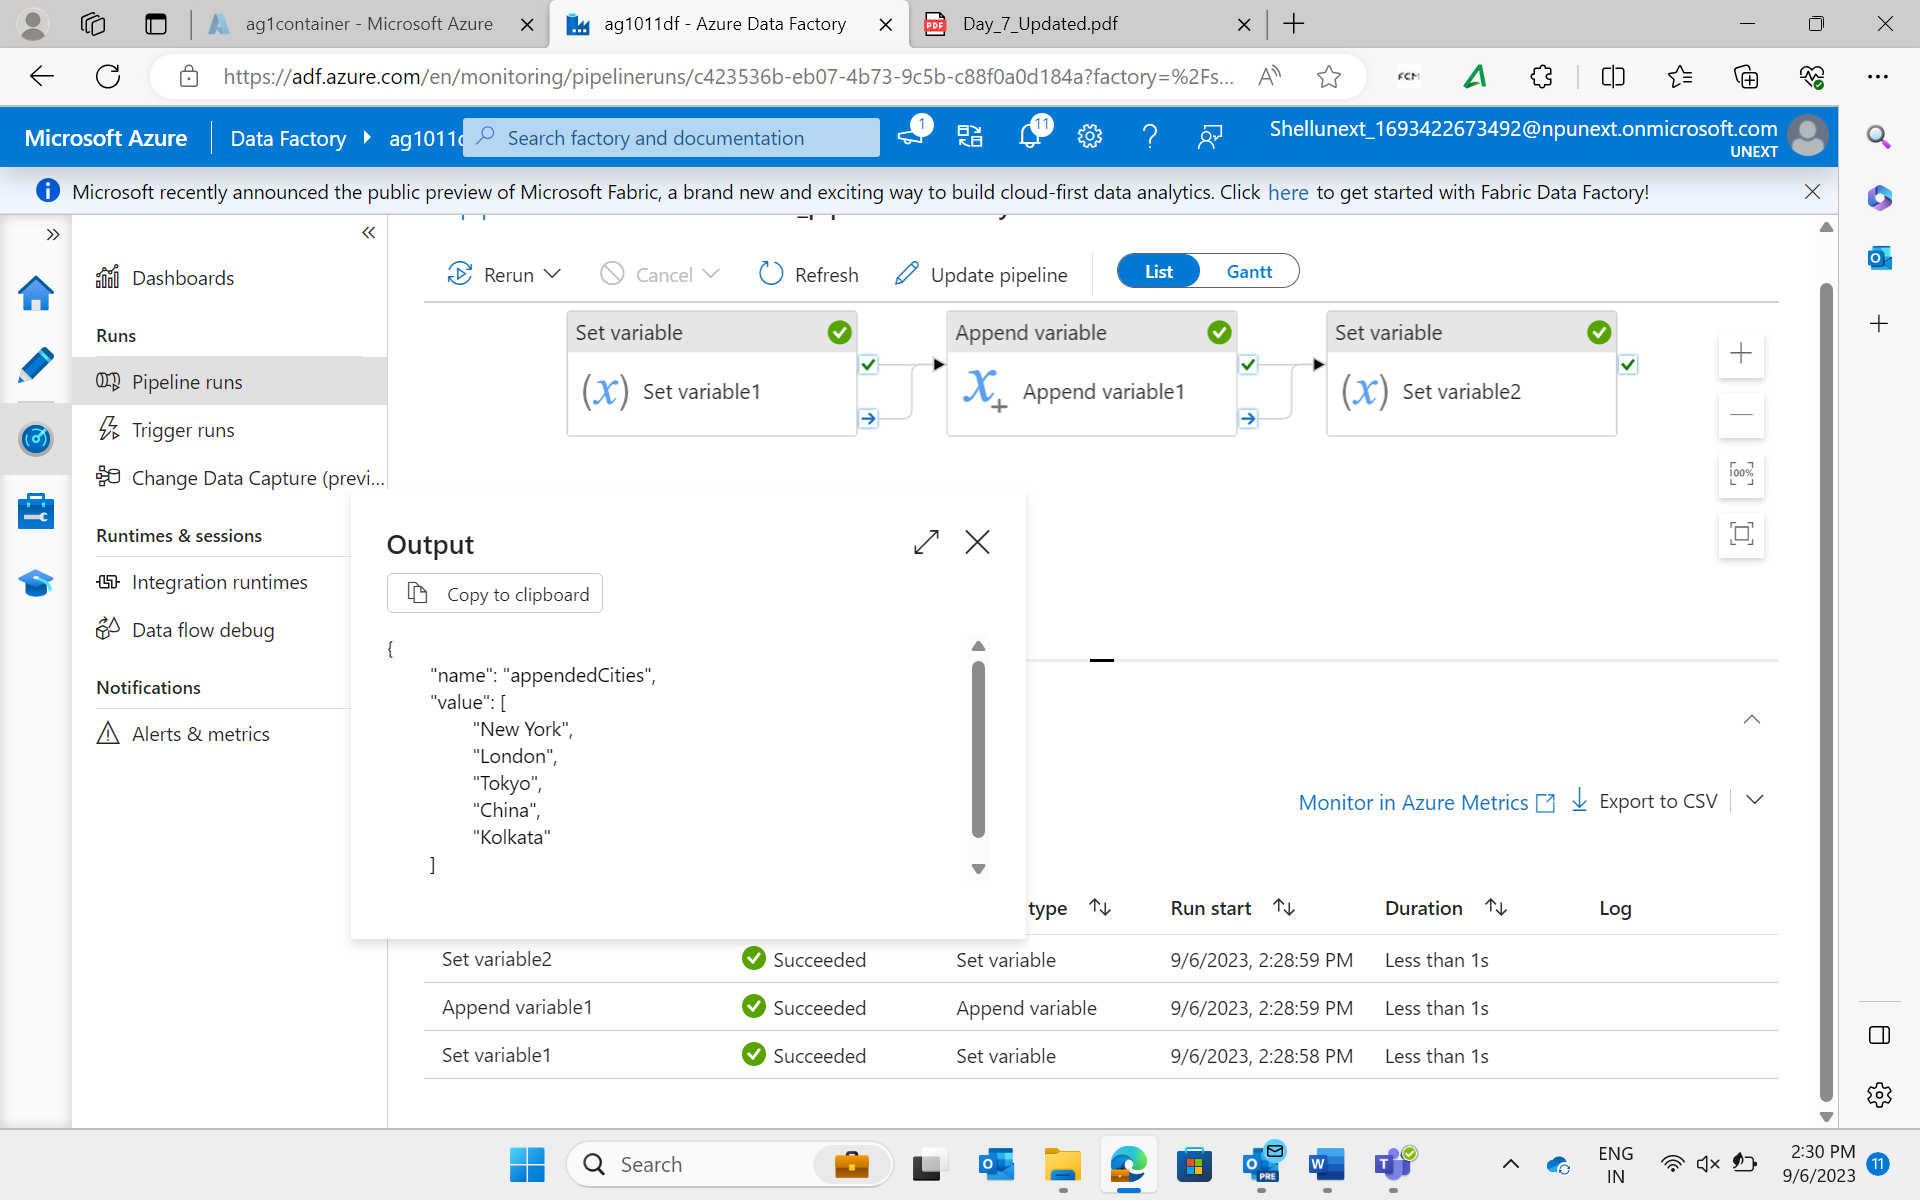 ag1container - Microsoft Azure
ag1011df - Azure Data Factory
Day_7_Updated.pdf
https://adf.azure.com/en/monitoring/pipelineruns/c423536b-eb07-4b73-9c5b-c88f0a0d184a?factory=%2Fs...
FCM
Microsoft Azure
Data Factory
ag1011d
Search factory and documentation
1
11
Shellunext_1693422673492@npunext.onmicrosoft.com
UNEXT
Microsoft recently announced the public preview of Microsoft Fabric, a brand new and exciting way to build cloud-first data analytics. Click here to get started with Fabric Data Factory!
Dashboards
Runs
Pipeline runs
Trigger runs
Change Data Capture (previ...
Runtimes & sessions
Integration runtimes
Data flow debug
Notifications
Alerts & metrics
Rerun
Cancel
Refresh
Update pipeline
List
Gantt
Set variable
(x) Set variable1
Append variable
Append variable1
Set variable
(x) Set variable2
100%
Output
Copy to clipboard
{
"name": "appendedCities",
"value": [
"New York",
"London",
"Tokyo",
"China",
"Kolkata"
]
Monitor in Azure Metrics
Export to CSV
type
Run start
Duration
Log
Set variable2 Succeeded Set variable 9/6/2023, 2:28:59 PM Less than 1s
Append variable1 Succeeded Append variable 9/6/2023, 2:28:59 PM Less than 1s
Set variable1 Succeeded Set variable 9/6/2023, 2:28:58 PM Less than 1s
Search
PRE
ENG
IN
2:30 PM
9/6/2023
11